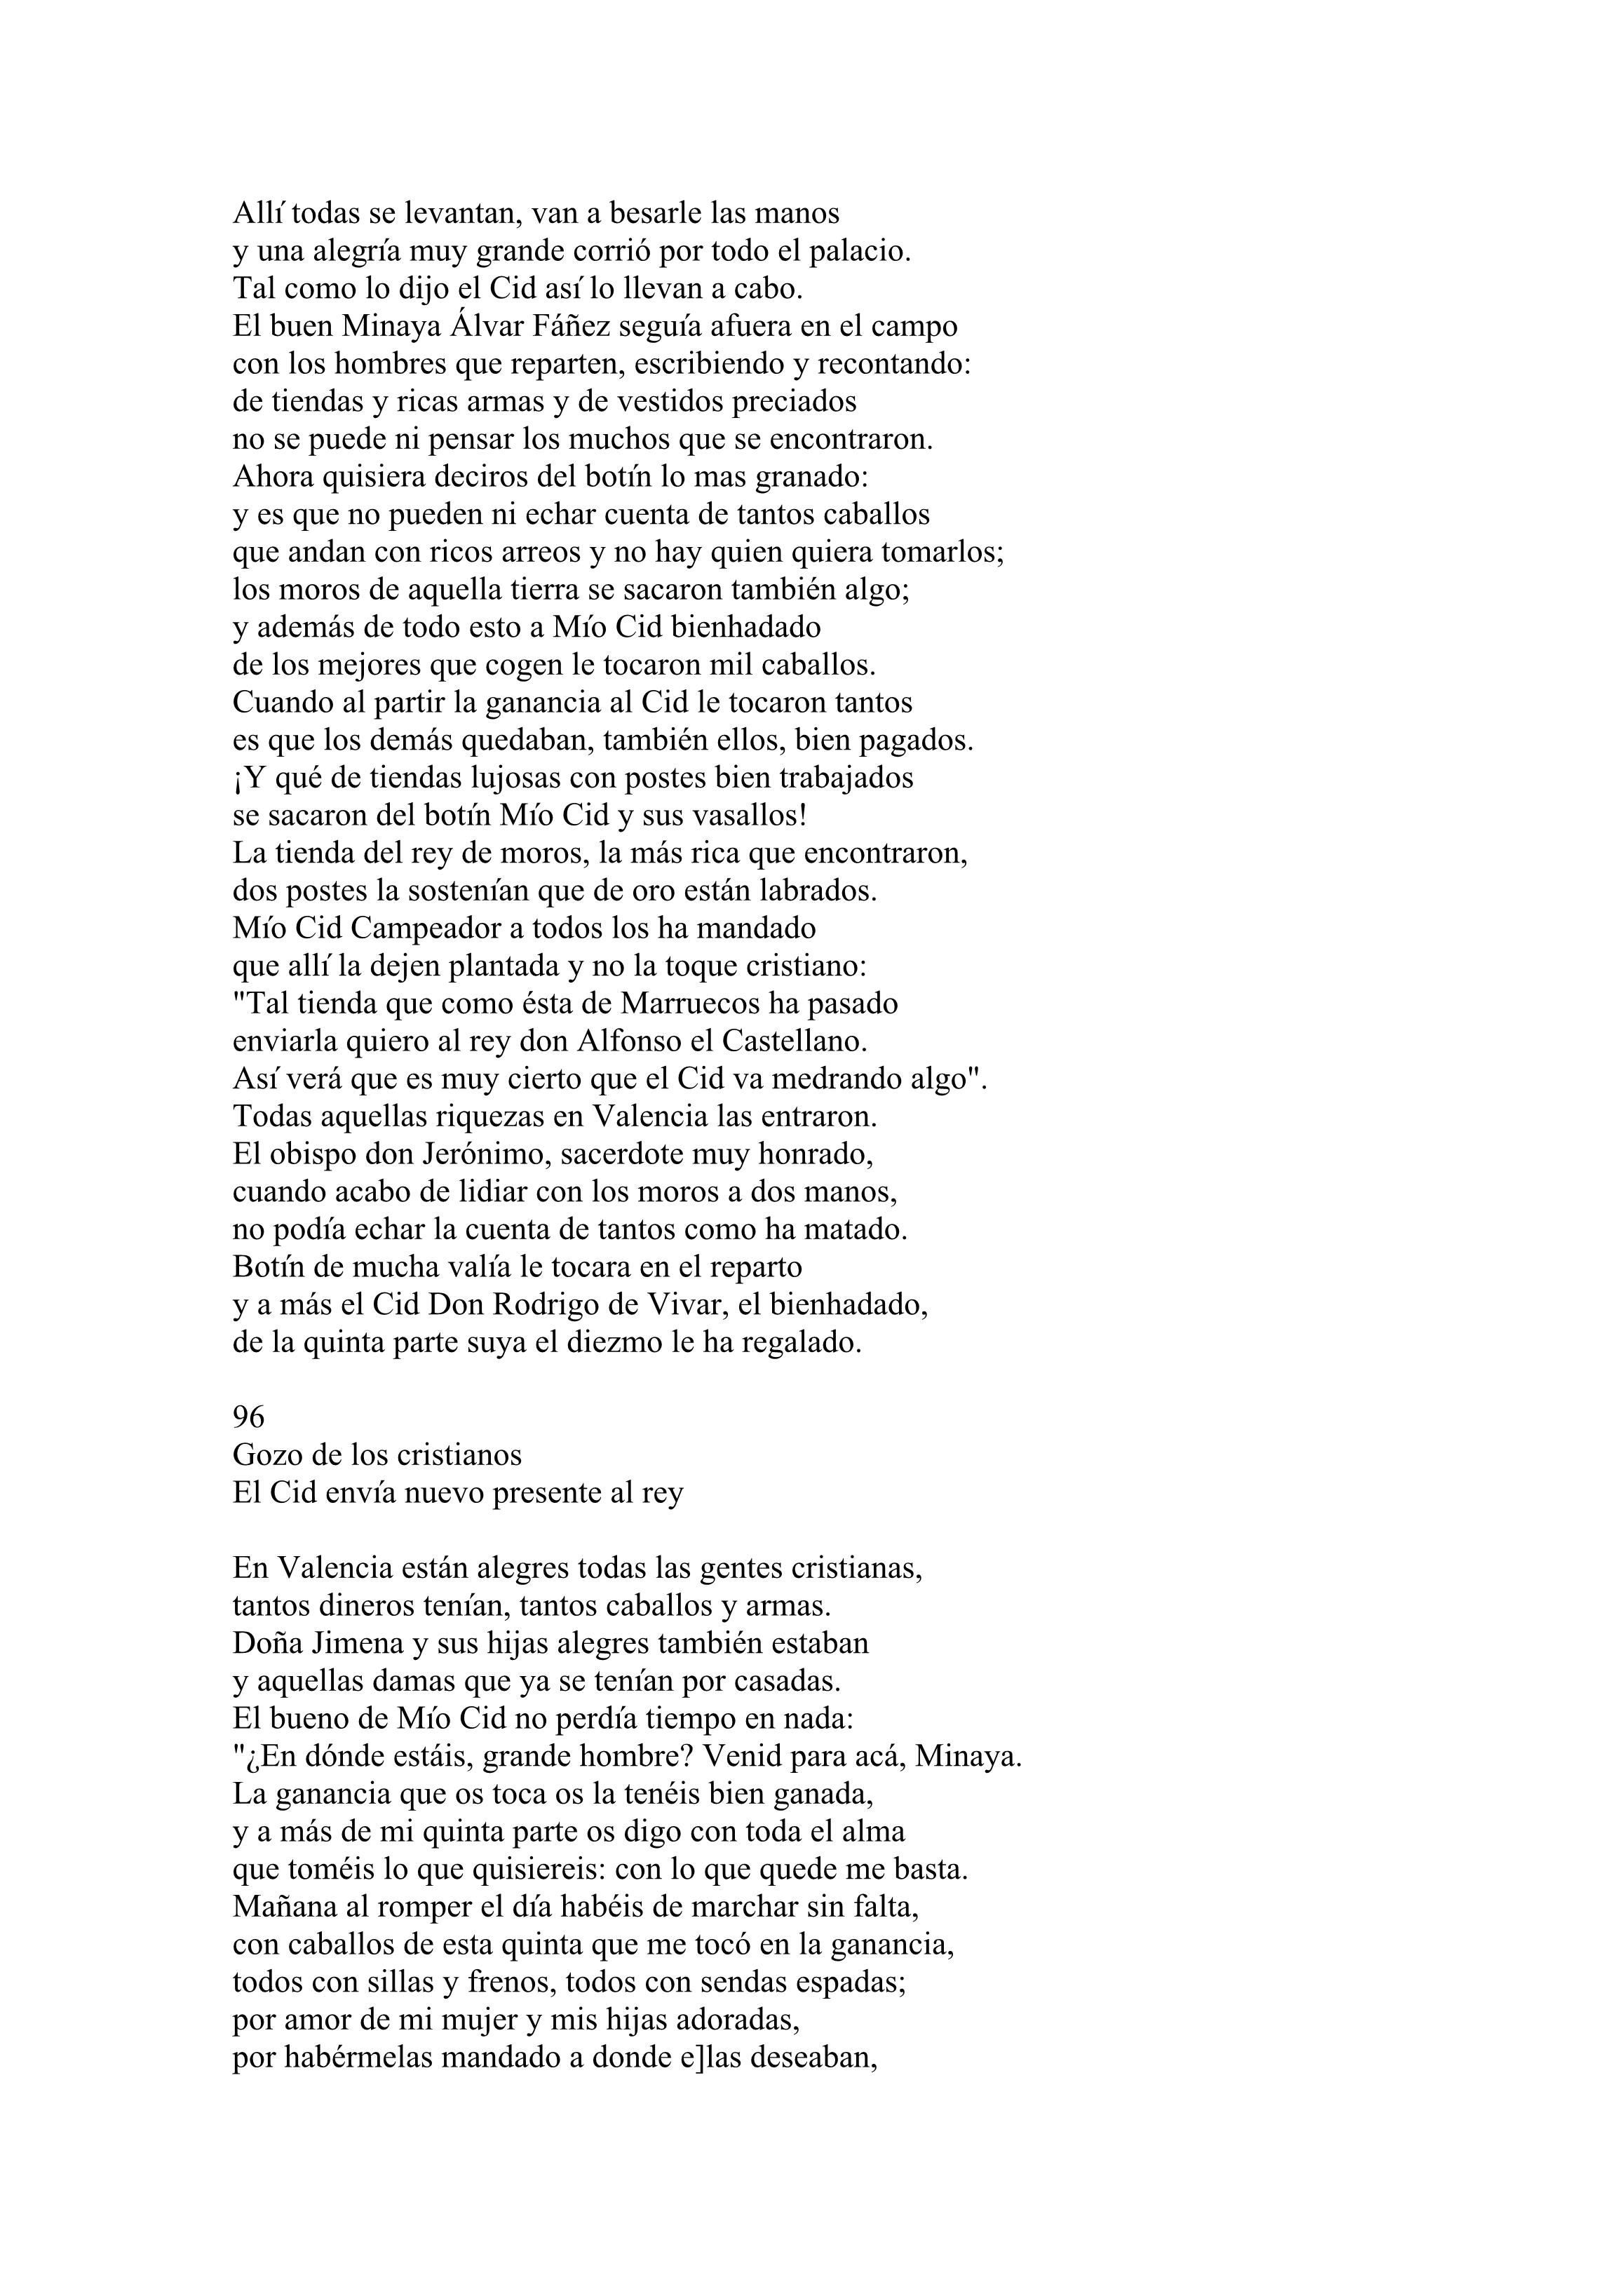 Allí todas se levantan, van a besarle las manos
y una alegría muy grande corrió por todo el palacio.
Tal como lo dijo el Cid así lo llevan a cabo.
El buen Minaya Álvar Fáñez seguía afuera en el campo
con los hombres que reparten, escribiendo y recontando:
de tiendas y ricas armas y de vestidos preciados
no se puede ni pensar los muchos que se encontraron.
Ahora quisiera deciros del botín lo mas granado:
y es que no pueden ni echar cuenta de tantos caballos
que andan con ricos arreos y no hay quien quiera tomarlos;
los moros de aquella tierra se sacaron también algo;
y además de todo esto a Mío Cid bienhadado
de los mejores que cogen le tocaron mil caballos.
Cuando al partir la ganancia al Cid le tocaron tantos
es que los demás quedaban, también ellos, bien pagados.
¡Y qué de tiendas lujosas con postes bien trabajados
se sacaron del botín Mío Cid y sus vasallos!
La tienda del rey de moros, la más rica que encontraron,
dos postes la sostenían que de oro están labrados.
Mío Cid Campeador a todos los ha mandado
que allí la dejen plantada y no la toque cristiano:
"Tal tienda que como ésta de Marruecos ha pasado
enviarla quiero al rey don Alfonso el Castellano.
Así verá que es muy cierto que el Cid va medrando algo".
Todas aquellas riquezas en Valencia las entraron.
El obispo don Jerónimo, sacerdote muy honrado,
cuando acabo de lidiar con los moros a dos manos,
no podía echar la cuenta de tantos como ha matado.
Botín de mucha valía le tocara en el reparto
y a más el Cid Don Rodrigo de Vivar, el bienhadado,
de la quinta parte suya el diezmo le ha regalado.

96
Gozo de los cristianos
El Cid envía nuevo presente al rey

En Valencia están alegres todas las gentes cristianas,
tantos dineros tenían, tantos caballos y armas.
Doña Jimena y sus hijas alegres también estaban
y aquellas damas que ya se tenían por casadas.
El bueno de Mío Cid no perdía tiempo en nada:
"¿En dónde estáis, grande hombre? Venid para acá, Minaya.
La ganancia que os toca os la tenéis bien ganada,
y a más de mi quinta parte os digo con toda el alma
que toméis lo que quisiereis: con lo que quede me basta.
Mañana al romper el día habéis de marchar sin falta,
con caballos de esta quinta que me tocó en la ganancia,
todos con sillas y frenos, todos con sendas espadas;
por amor de mi mujer y mis hijas adoradas,
por habérmelas mandado a donde e]las deseaban,